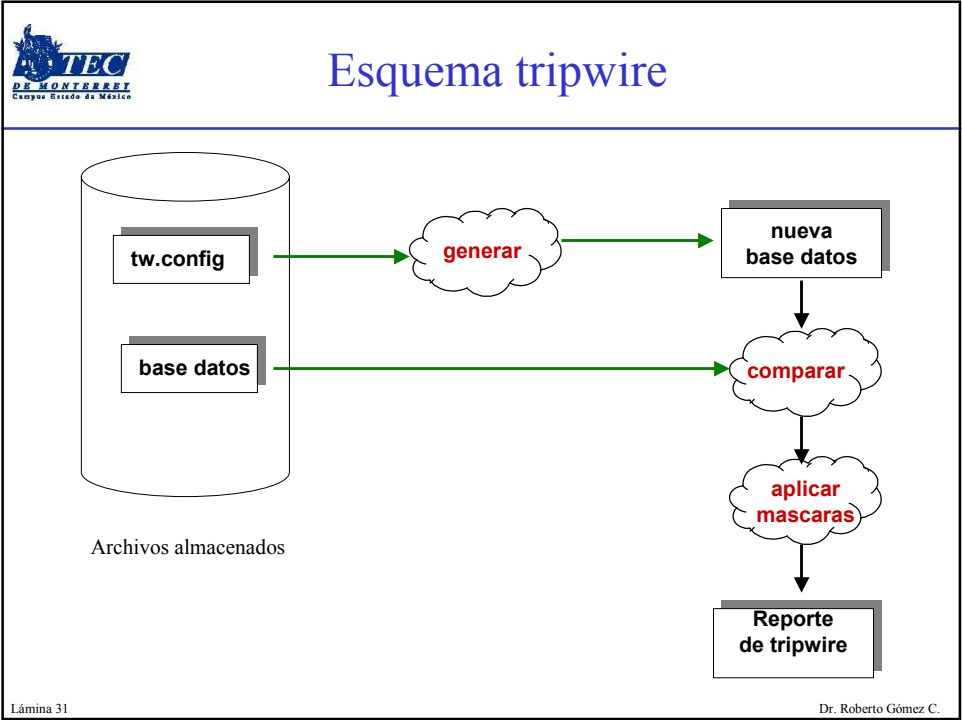 TEC
DE MONTERREY
Campus Estado de México
Esquema tripwire
tw.config
generar
nueva
base datos
base datos
comparar
aplicar
mascaras
Archivos almacenados
Reporte
de tripwire
Lámina 31
Dr. Roberto Gómez C.